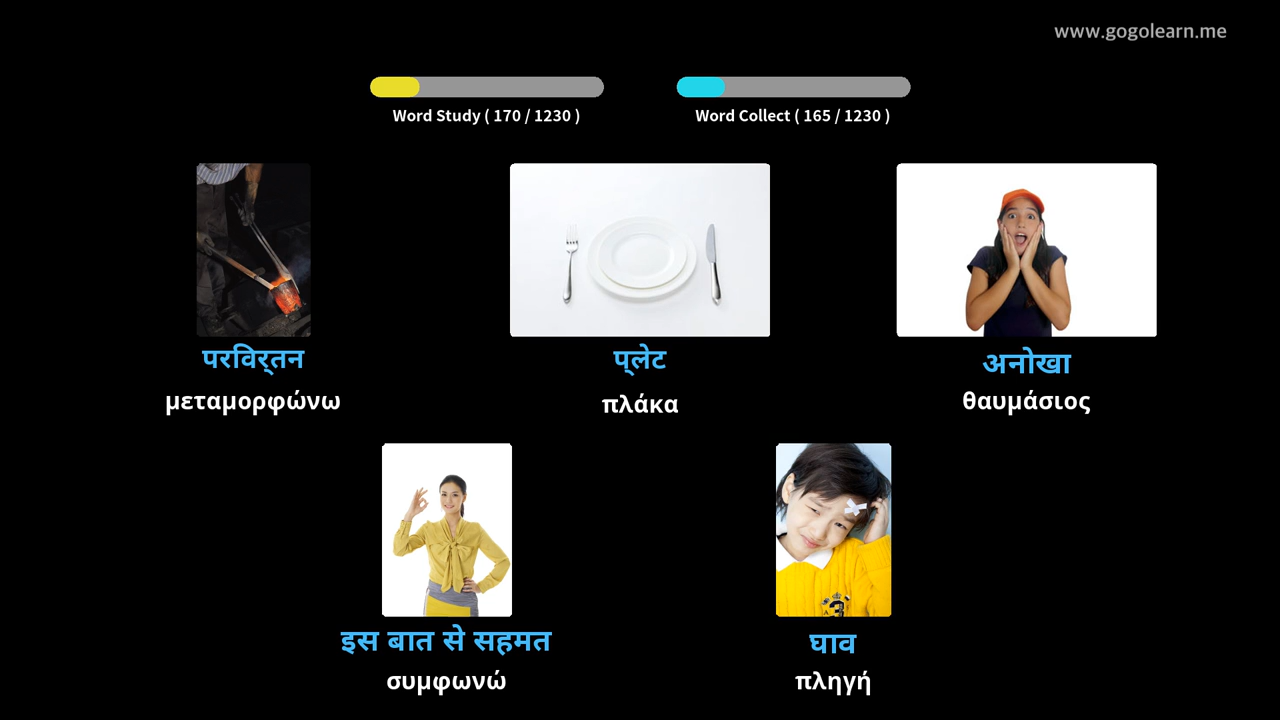 www.gogolearn.me
Word Study ( 170 / 1230 )
Word Collect ( 165 / 1230 )
परविर्तन
μεταμορφώνω
प्लेट
πλάκα
अनोखा
θαυμάσιος
इस बात से सहमत
συμφωνώ
घाव
πληγή
3